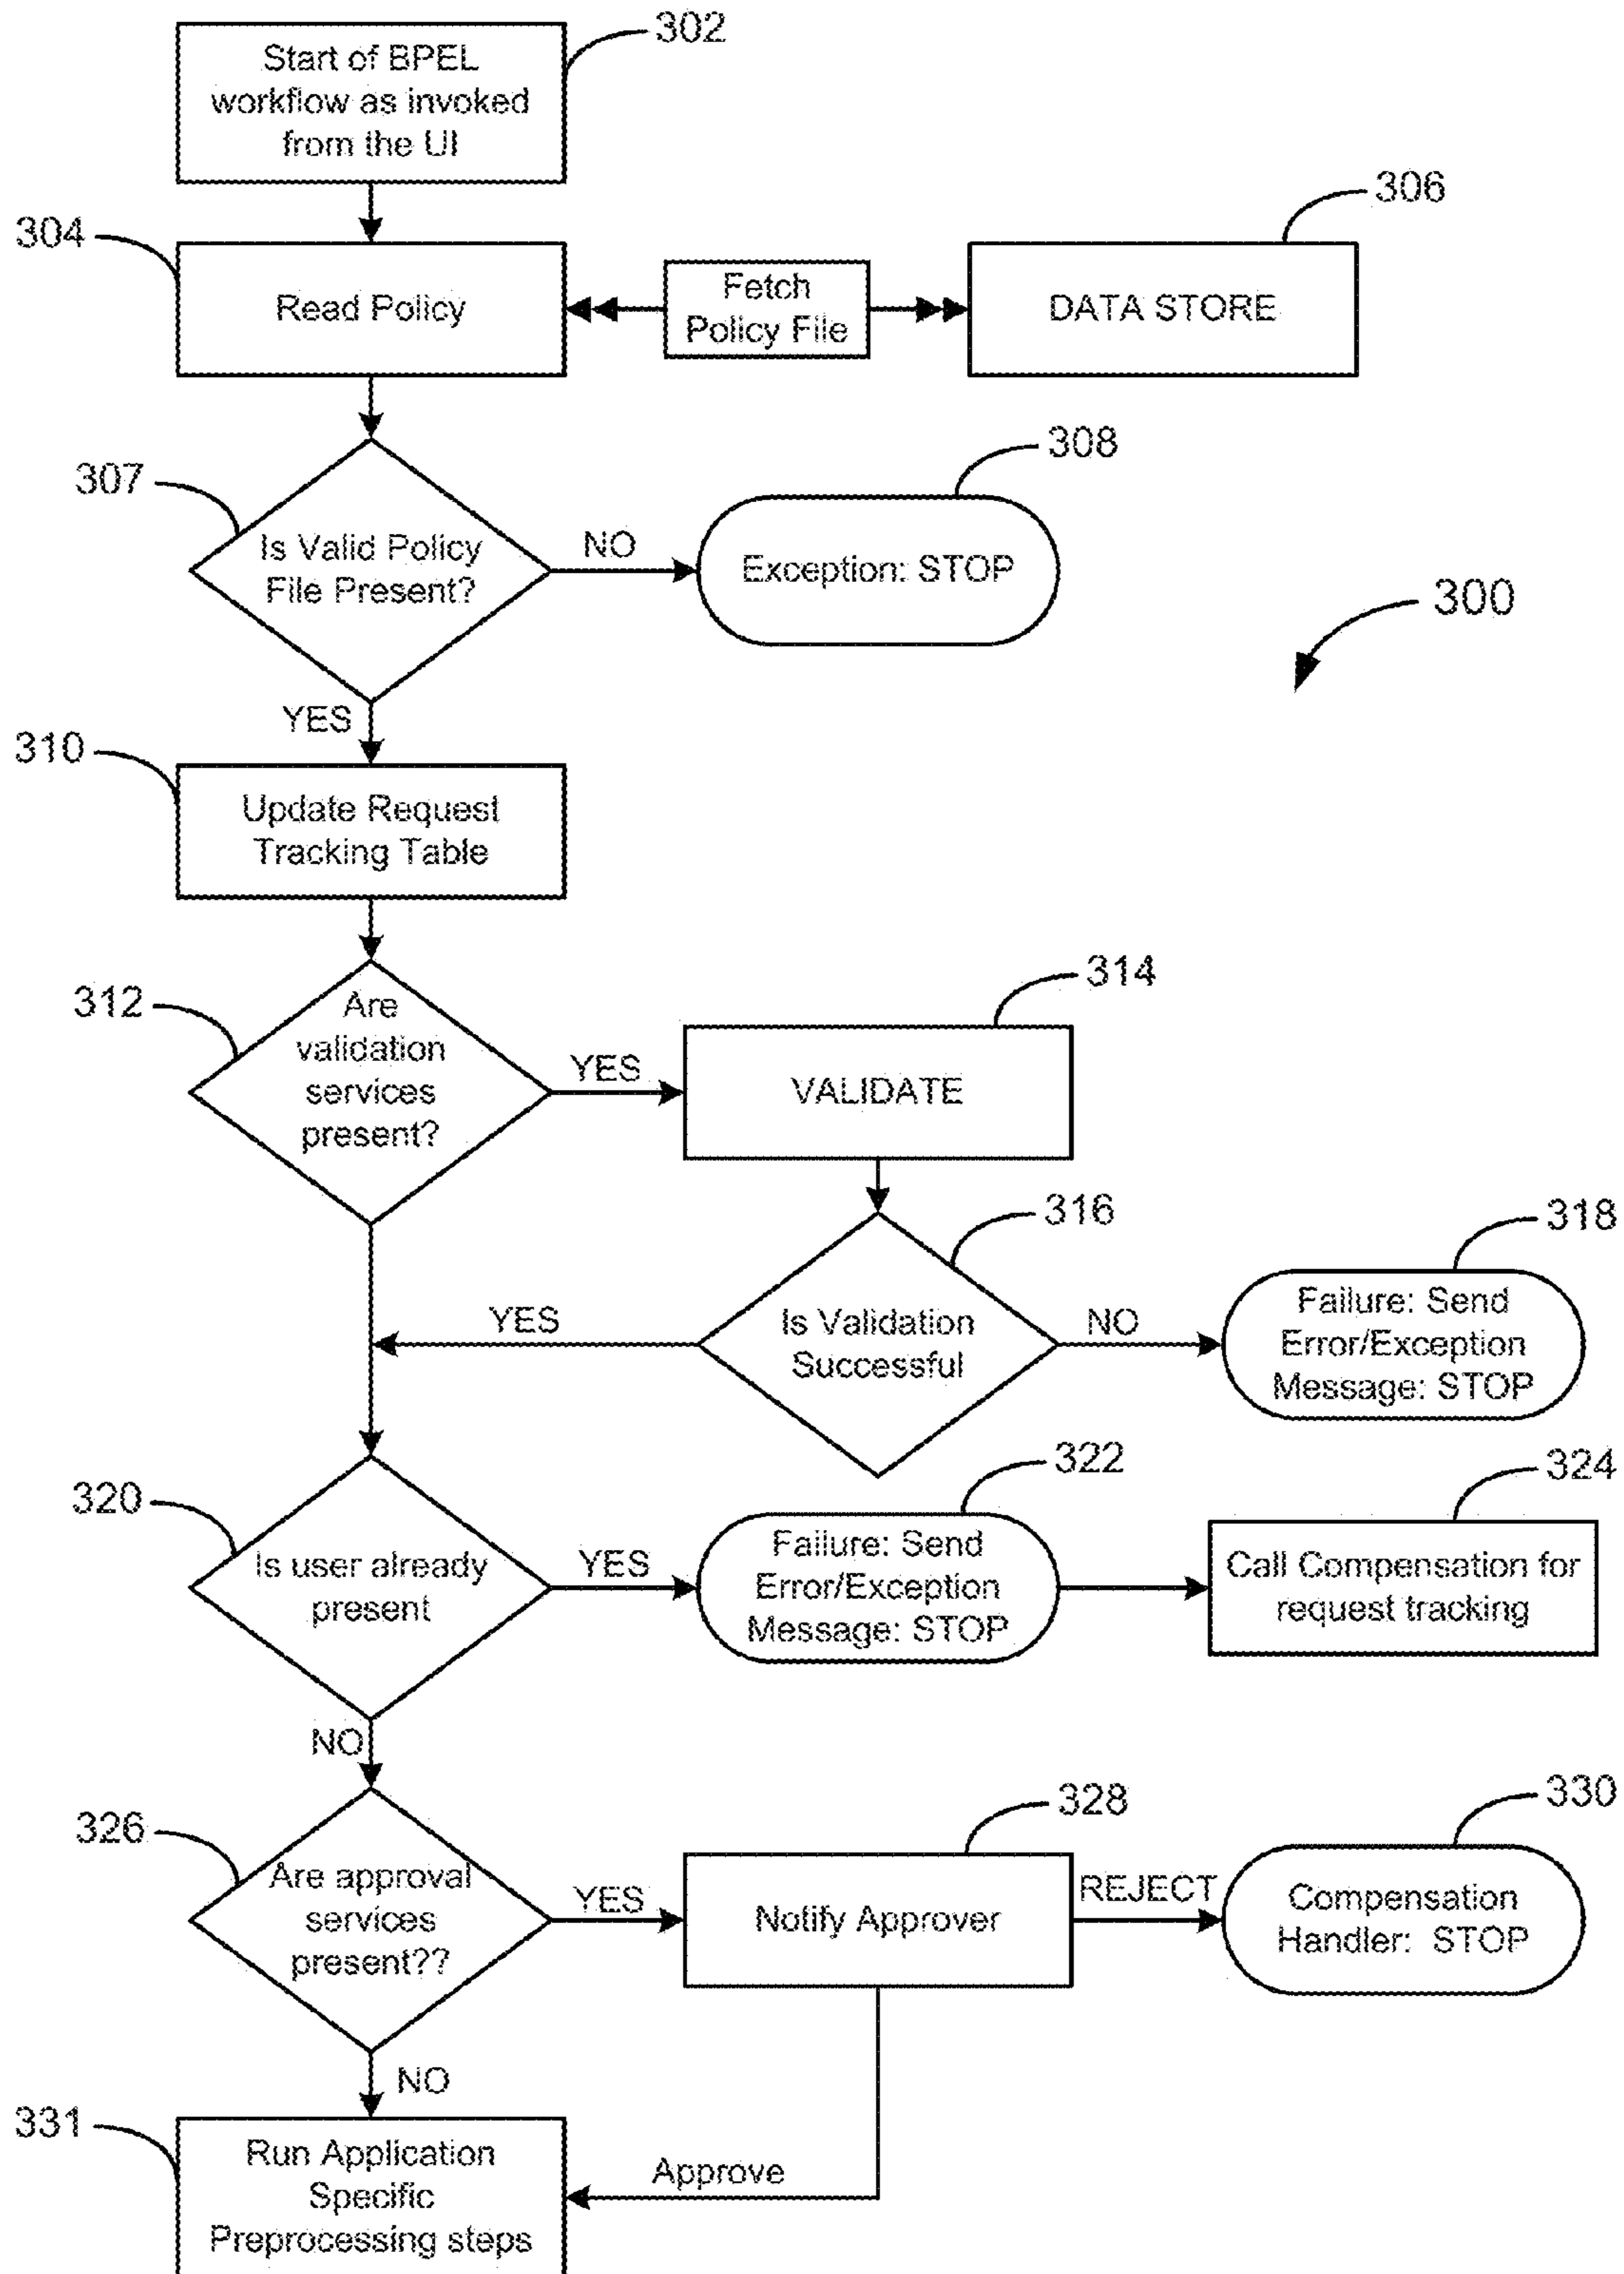 302
Start of BPEL
workflow as invoked
from the UI
304
Read Policy
Fetch
Policy File
306
DATA STORE
307
Is Valid Policy
File Present?
NO
308
Exception: STOP
300
YES
310
Update Request
Tracking Table
312
Are
validation
services
present?
YES
314
VALIDATE
316
Is Validation
Successful
YES
NO
318
Failure: Send
Error/Exception
Message: STOP
320
Is user already
present
YES
322
Failure: Send
Error/Exception
Message: STOP
324
Call Compensation for
request tracking
NO
326
Are approval
services
present??
YES
328
Notify Approver
REJECT
330
Compensation
Handler: STOP
NO
Approve
331
Run Application
Specific
Preprocessing steps